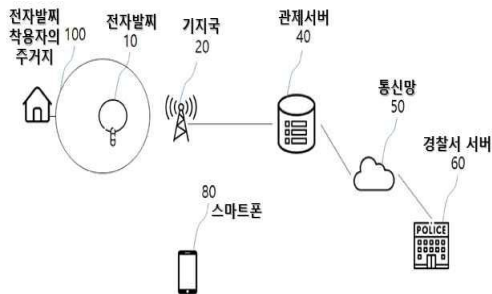 전자발찌
착용자의
주거지
100
전자발찌
10
기지국
20
관제서버
40
통신망
50
경찰서 서버
60
POLICE
80
스마트폰